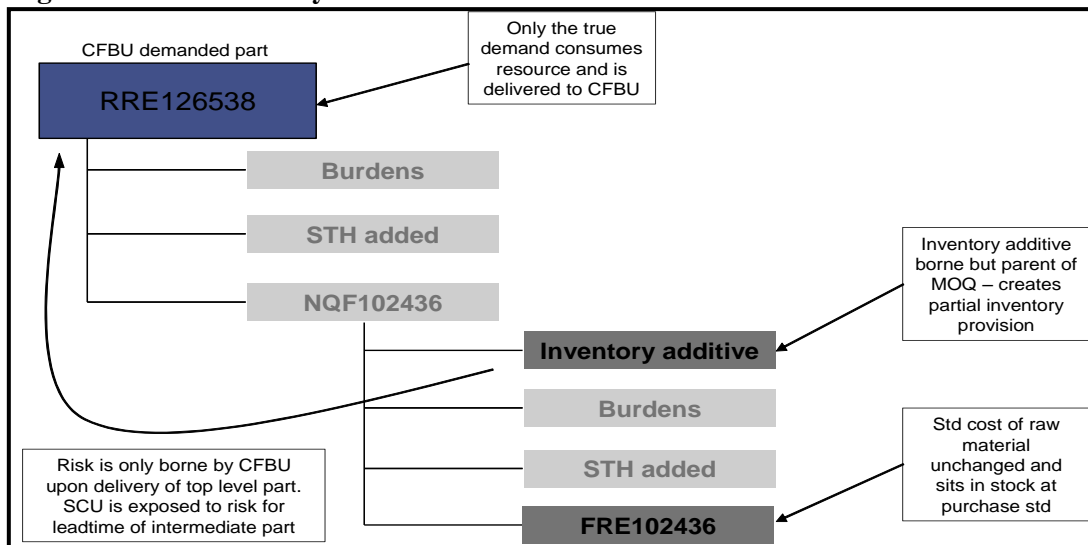 CFBU demanded part
RRE126538
Only the true
demand consumes
resource and is
delivered to CFBU
Burdens
STH added
NQF102436
Inventory additive
borne but parent of
MOQ – creates
partial inventory
provision
Inventory additive
Burdens
STH added
FRE102436
Std cost of raw
material
unchanged and
sits in stock at
purchase std
Risk is only borne by CFBU
upon delivery of top level part.
SCU is exposed to risk for
leadtime of intermediate part